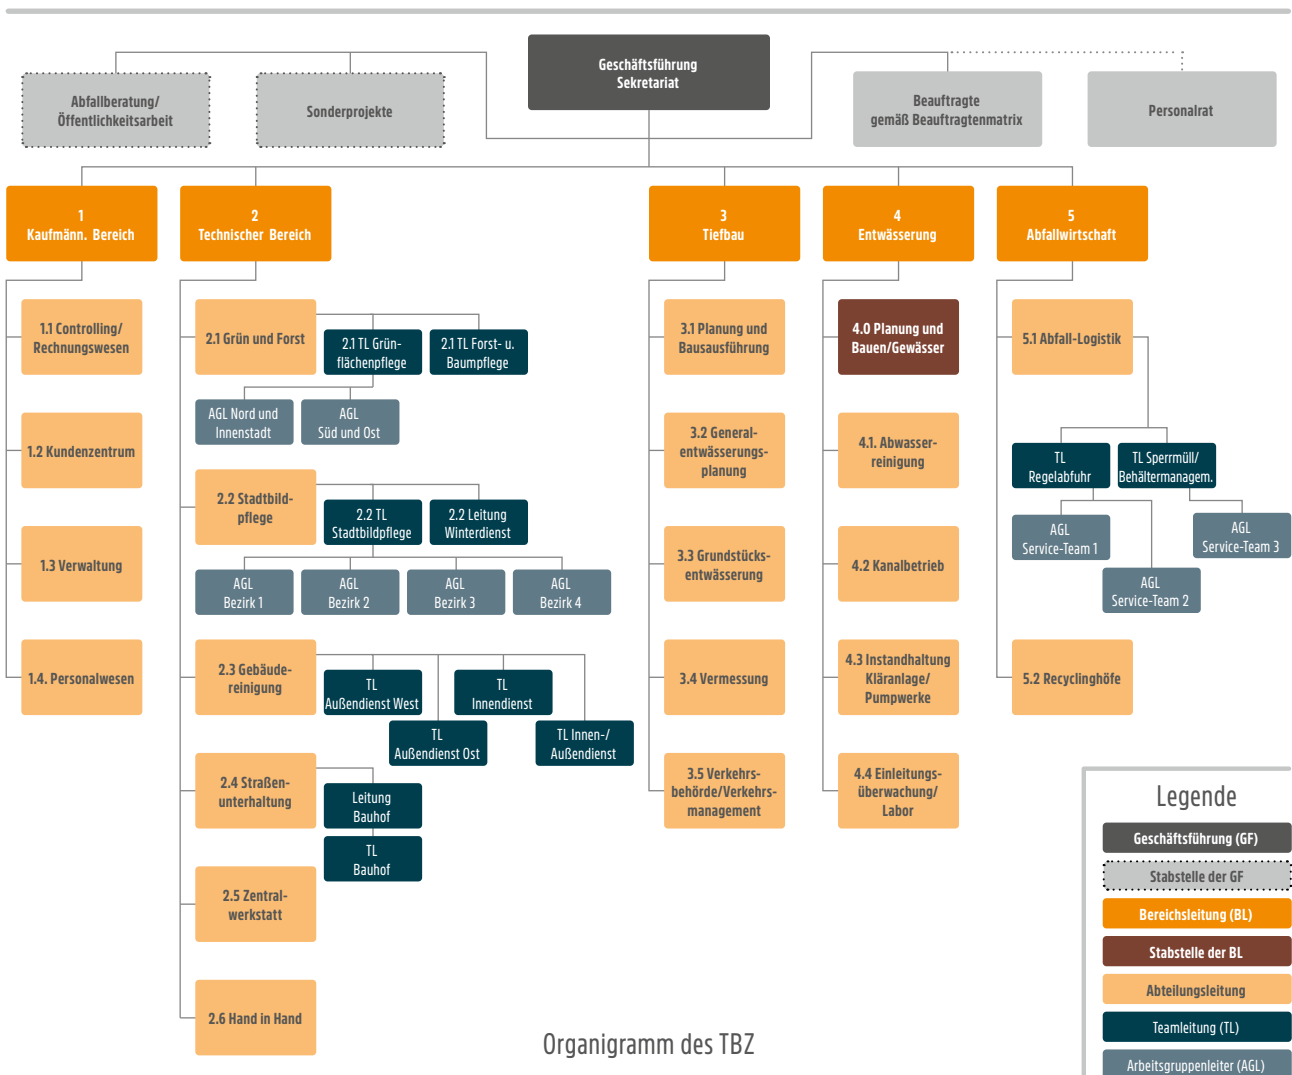 Geschäftsführung
Sekretariat
Abfallberatung/
Öffentlichkeitsarbeit
Sonderprojekte
Beauftragte
gemäß Beauftragtenmatrix
Personalrat
1
Kaufmänn. Bereich
2
Technischer Bereich
3
Tiefbau
4
Entwässerung
5
Abfallwirtschaft
1.1 Controlling/
Rechnungswesen
1.2 Kundenzentrum
1.3 Verwaltung
1.4. Personalwesen
2.1 Grün und Forst
2.1 TL Grün-
flächenpflege
2.1 TL Forst- u.
Baumpflege
AGL Nord und
Innenstadt
AGL
Süd und Ost
2.2 Stadtbild-
pflege
2.2 TL
Stadtbildpflege
2.2 Leitung
Winterdienst
AGL
Bezirk 1
AGL
Bezirk 2
AGL
Bezirk 3
AGL
Bezirk 4
2.3 Gebäude-
reinigung
TL
Außendienst West
TL
Außendienst Ost
TL
Innendienst
TL Innen-/
Außendienst
2.4 Straßen-
unterhaltung
Leitung
Bauhof
TL
Bauhof
2.5 Zentral-
werkstatt
2.6 Hand in Hand
3.1 Planung und
Bausausführung
3.2 General-
entwässerungs-
planung
3.3 Grundstücks-
entwässerung
3.4 Vermessung
3.5 Verkehrs-
behörde/Verkehrs-
management
4.0 Planung und
Bauen/Gewässer
4.1. Abwasser-
reinigung
4.2 Kanalbetrieb
4.3 Instandhaltung
Kläranlage/
Pumpwerke
4.4 Einleitungs-
überwachung/
Labor
5.1 Abfall-Logistik
TL
Regelabfuhr
TL Sperrmüll/
Behältermanagem.
AGL
Service-Team 1
AGL
Service-Team 2
AGL
Service-Team 3
5.2 Recyclinghöfe
Legende
Geschäftsführung (GF)
Stabstelle der GF
Bereichsleitung (BL)
Stabstelle der BL
Abteilungsleitung
Teamleitung (TL)
Arbeitsgruppenleiter (AGL)
Organigramm des TBZ